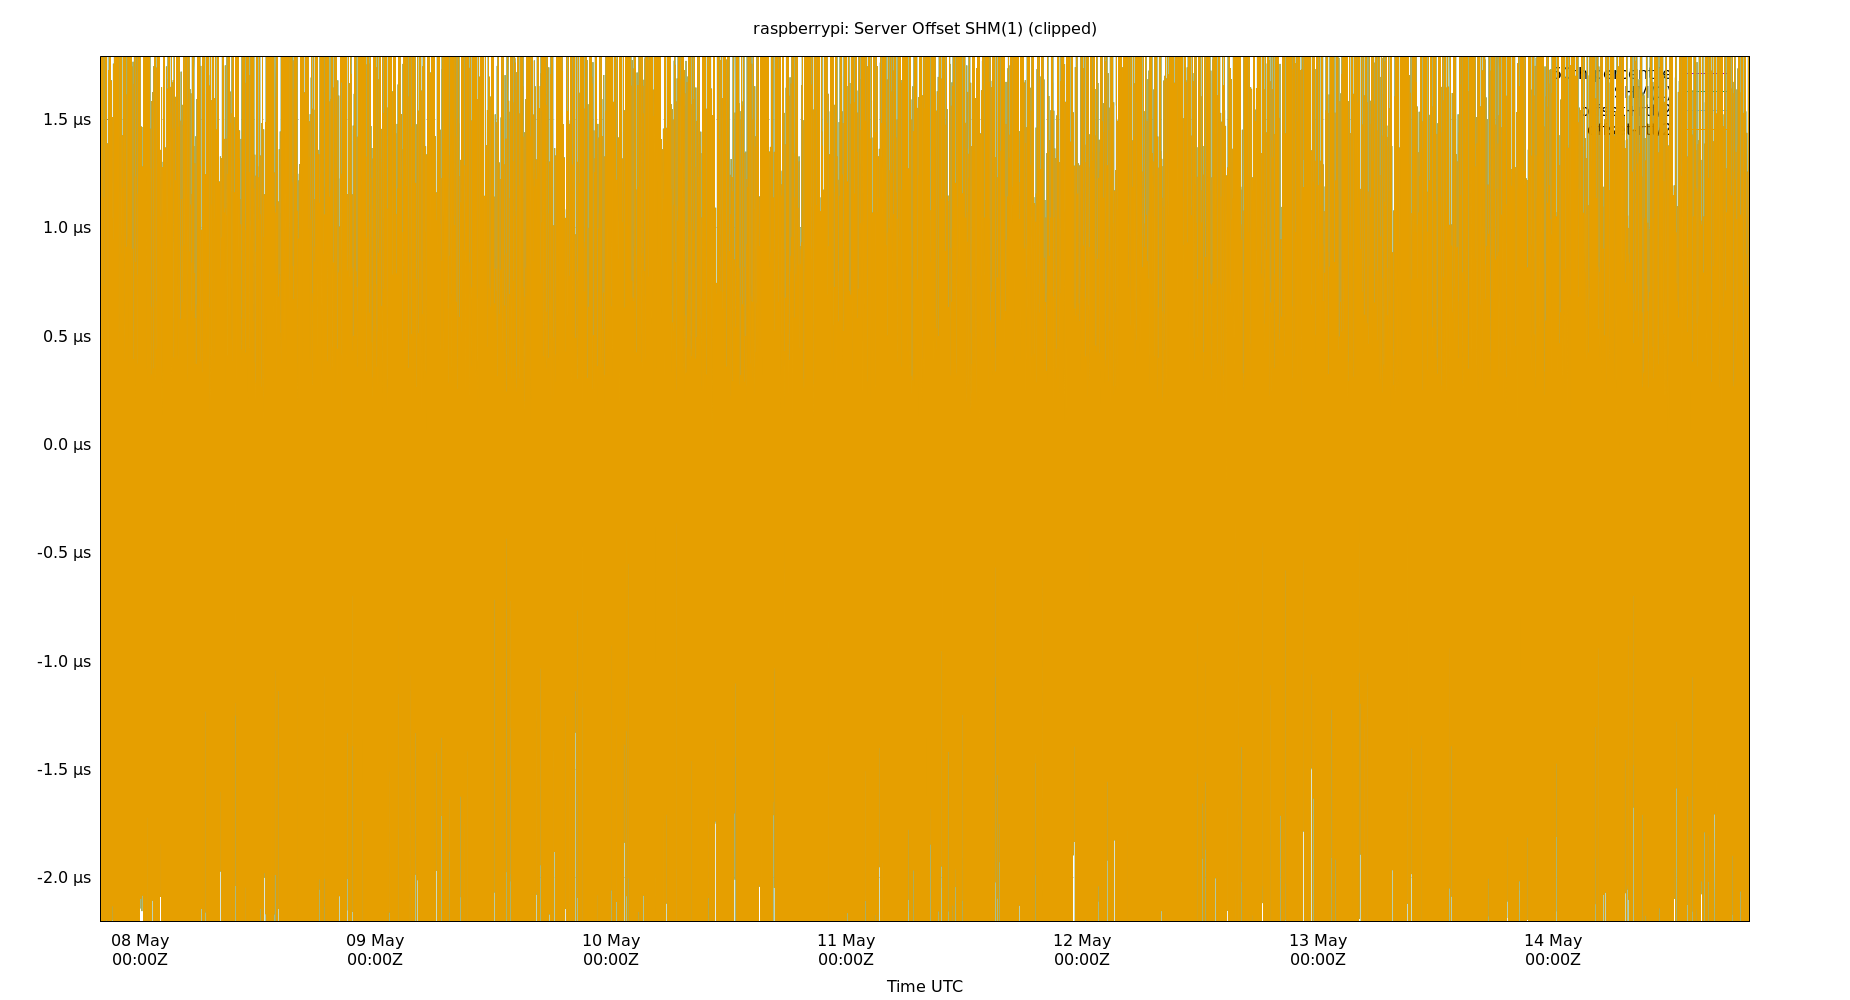 raspberrypi: Server Offset SHM(1) (clipped)
1.5 µs
1.0 µs
0.5 µs
0.0 µs
-0.5 µs
-1.0 µs
-1.5 µs
-2.0 µs
08 May 09 May 10 May 11 May 12 May 13 May 14 May
00:00Z 00:00Z 00:00Z 00:00Z 00:00Z 00:00Z 00:00Z
Time UTC